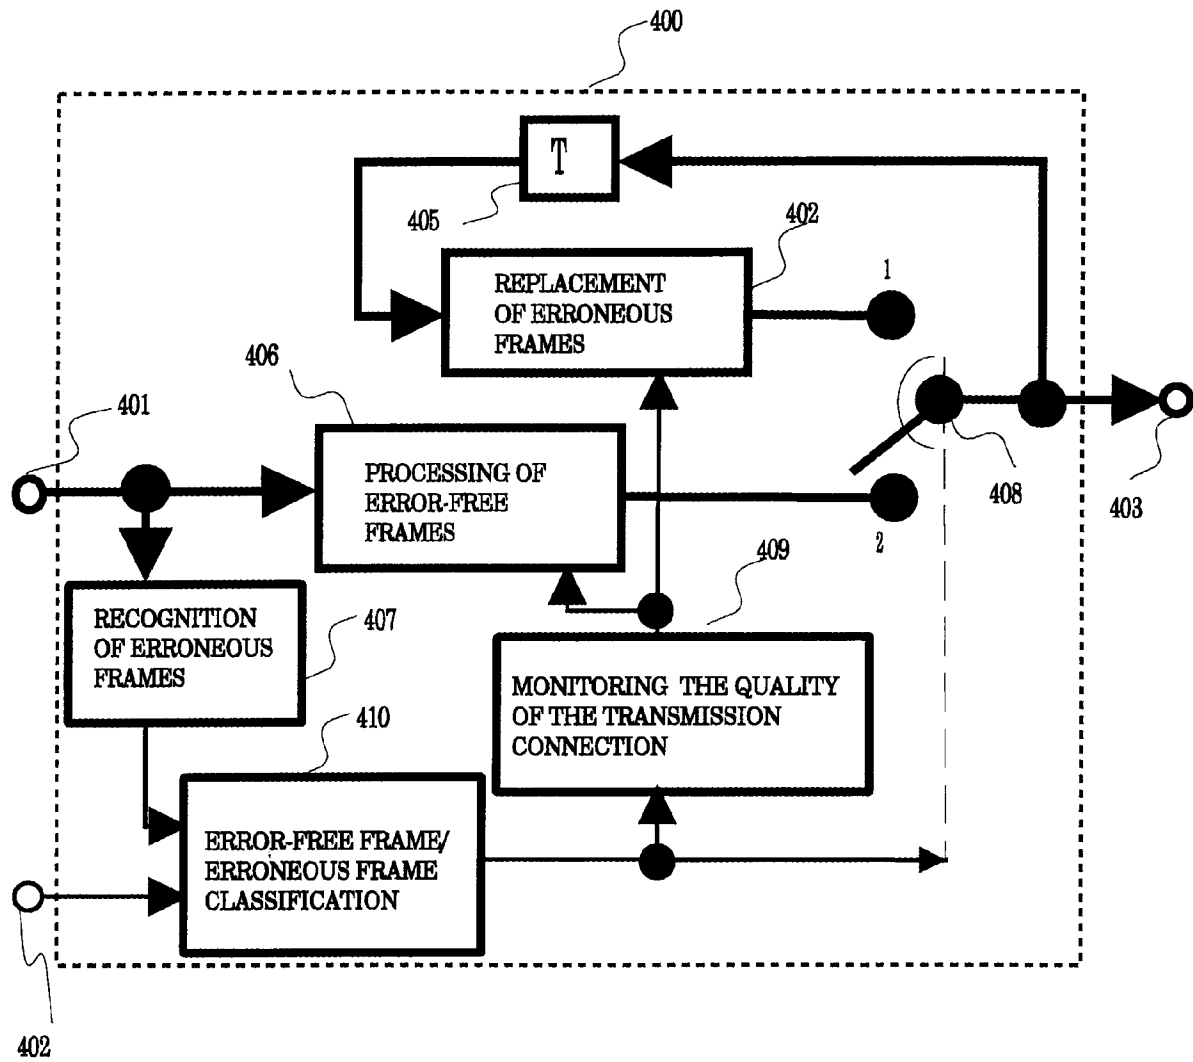 400
T
405
402
REPLACEMENT
OF ERRONEOUS
FRAMES
1
406
401
PROCESSING OF
ERROR-FREE
FRAMES
408
403
2
409
RECOGNITION
OF ERRONEOUS
FRAMES
407
MONITORING THE QUALITY
OF THE TRANSMISSION
CONNECTION
410
ERROR-FREE FRAME/
ERRONEOUS FRAME
CLASSIFICATION
402